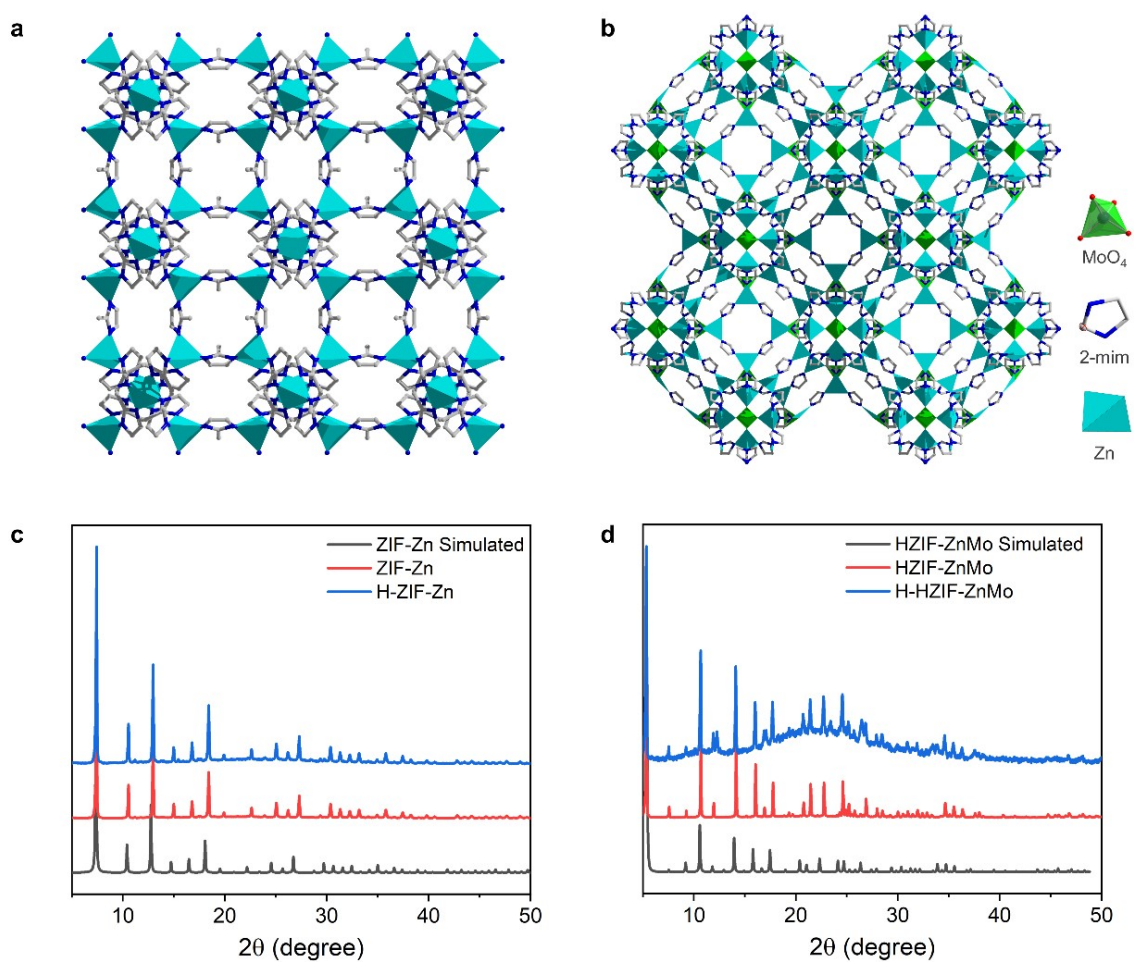 a
b
MoO₄
2-mim
Zn
c
ZIF-Zn Simulated
ZIF-Zn
H-ZIF-Zn
10 20 30 40 50
2θ (degree)
d
HZIF-ZnMo Simulated
HZIF-ZnMo
H-HZIF-ZnMo
10 20 30 40 50
2θ (degree)